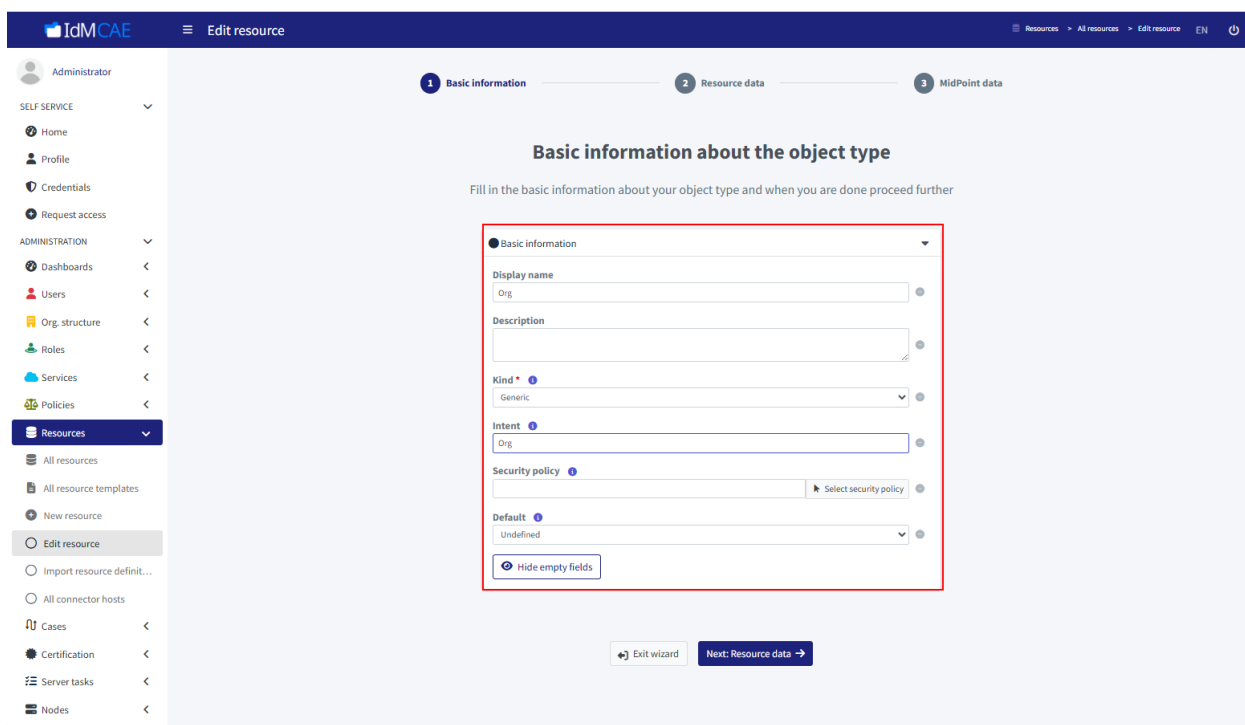 IdMCAE
Edit resource
Resources > All resources > Edit resource EN
Administrator
1 Basic information
2 Resource data
3 MidPoint data
SELF SERVICE
Home
Profile
Credentials
Request access
ADMINISTRATION
Dashboards
Users
Org. structure
Roles
Services
Policies
Resources
All resources
All resource templates
New resource
Edit resource
Import resource definit...
All connector hosts
Cases
Certification
Server tasks
Nodes
Basic information about the object type
Fill in the basic information about your object type and when you are done proceed further
Basic information
Display name
Org
Description
Kind *
Generic
Intent
Org
Security policy
Select security policy
Default
Undefined
Hide empty fields
Exit wizard
Next: Resource data